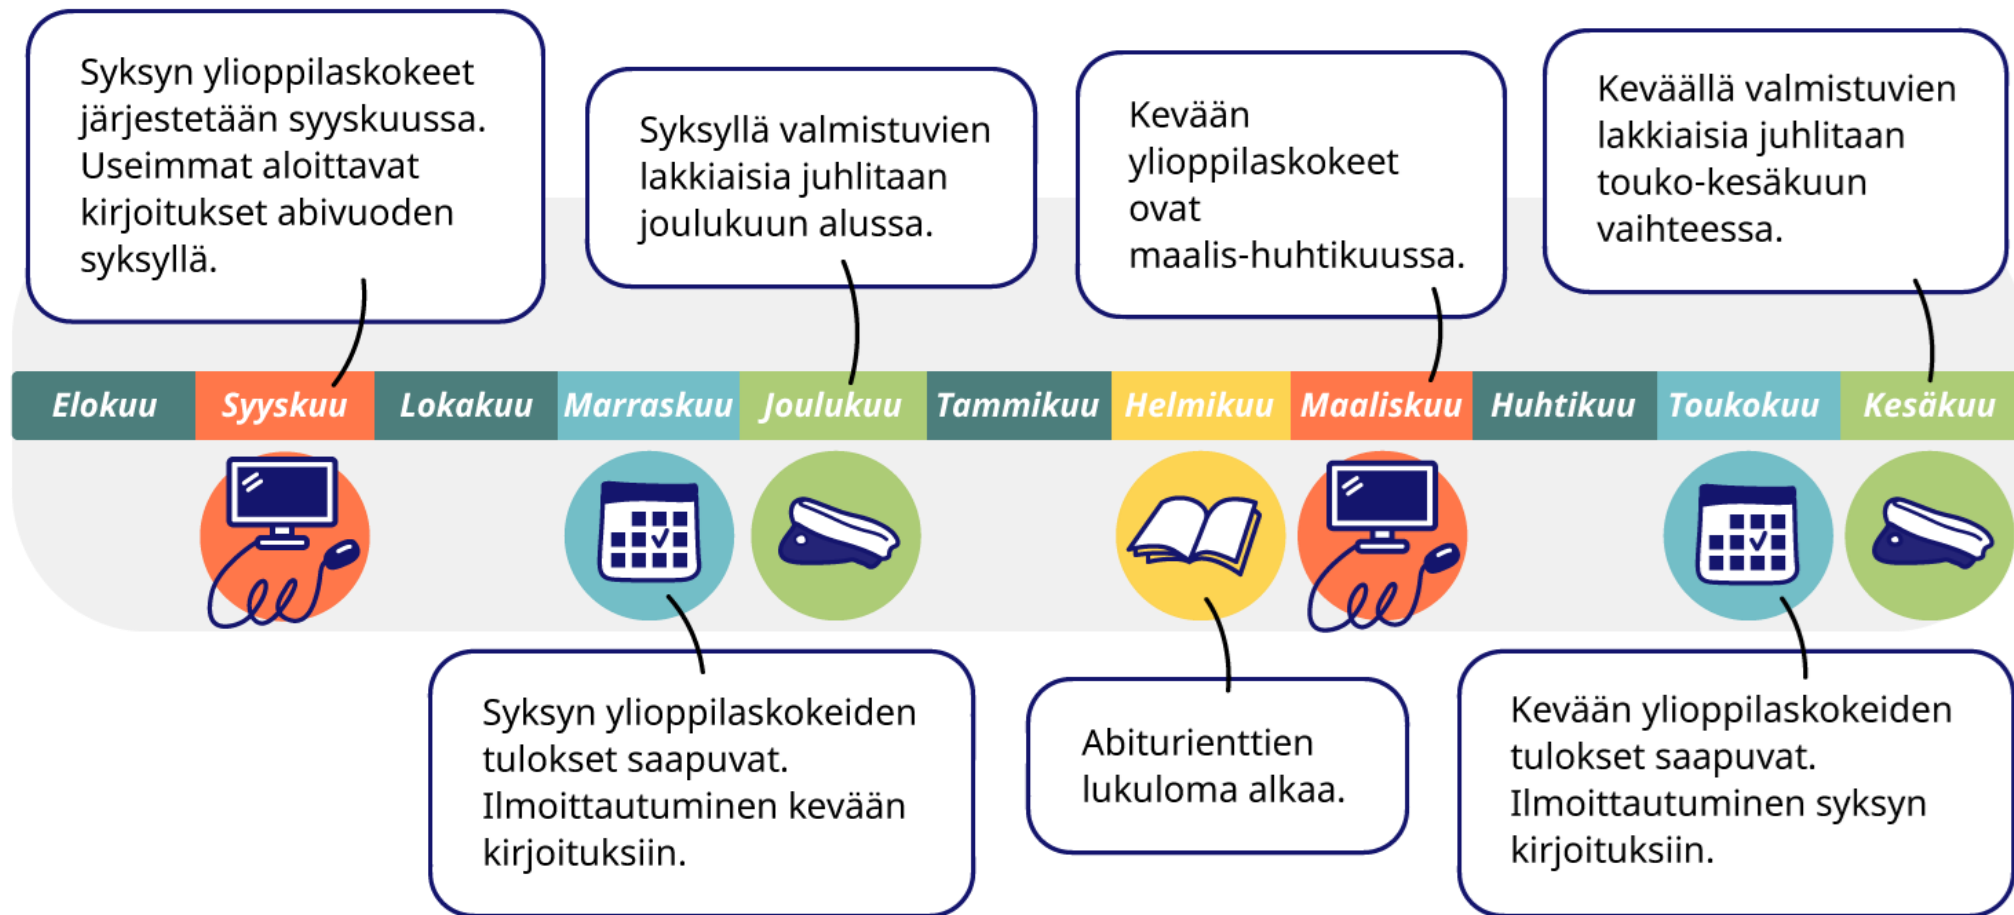 Syksyn ylioppilaskokeet
järjestetään syyskuussa.
Useimmat aloittavat
kirjoitukset abivuoden
syksyllä.
Syksyllä valmistuvien
lakkiaisia juhlitaan
joulukuun alussa.
Kevään
ylioppilaskokeet
ovat
maalis-huhtikuussa.
Keväällä valmistuvien
lakkiaisia juhlitaan
touko-kesäkuun
vaihteessa.
Elokuu Syyskuu Lokakuu Marraskuu Joulukuu Tammikuu Helmikuu Maaliskuu Huhtikuu Toukokuu Kesäkuu
Syksyn ylioppilaskokeiden
tulokset saapuvat.
Ilmoittautuminen kevään
kirjoituksiin.
Abiturienttien
lukuloma alkaa.
Kevään ylioppilaskokeiden
tulokset saapuvat.
Ilmoittautuminen syksyn
kirjoituksiin.